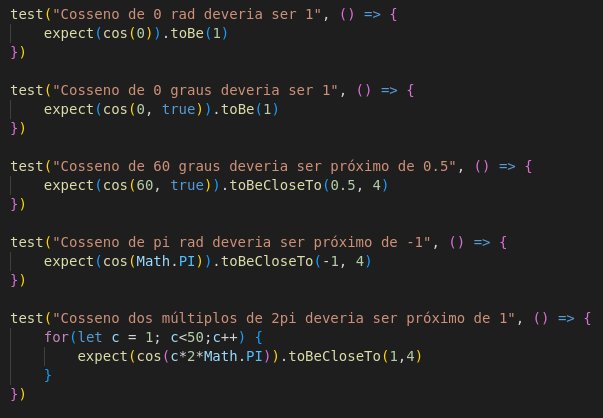 test("Cosseno de 0 rad deveria ser 1", () => {
    expect(cos(0)).toBe(1)
})

test("Cosseno de 0 graus deveria ser 1", () => {
    expect(cos(0, true)).toBe(1)
})

test("Cosseno de 60 graus deveria ser próximo de 0.5", () => {
    expect(cos(60, true)).toBeCloseTo(0.5, 4)
})

test("Cosseno de pi rad deveria ser próximo de -1", () => {
    expect(cos(Math.PI)).toBeCloseTo(-1, 4)
})

test("Cosseno dos múltiplos de 2pi deveria ser próximo de 1", () => {
    for(let c = 1; c<50;c++) {
        expect(cos(c*2*Math.PI)).toBeCloseTo(1,4)
    }
})